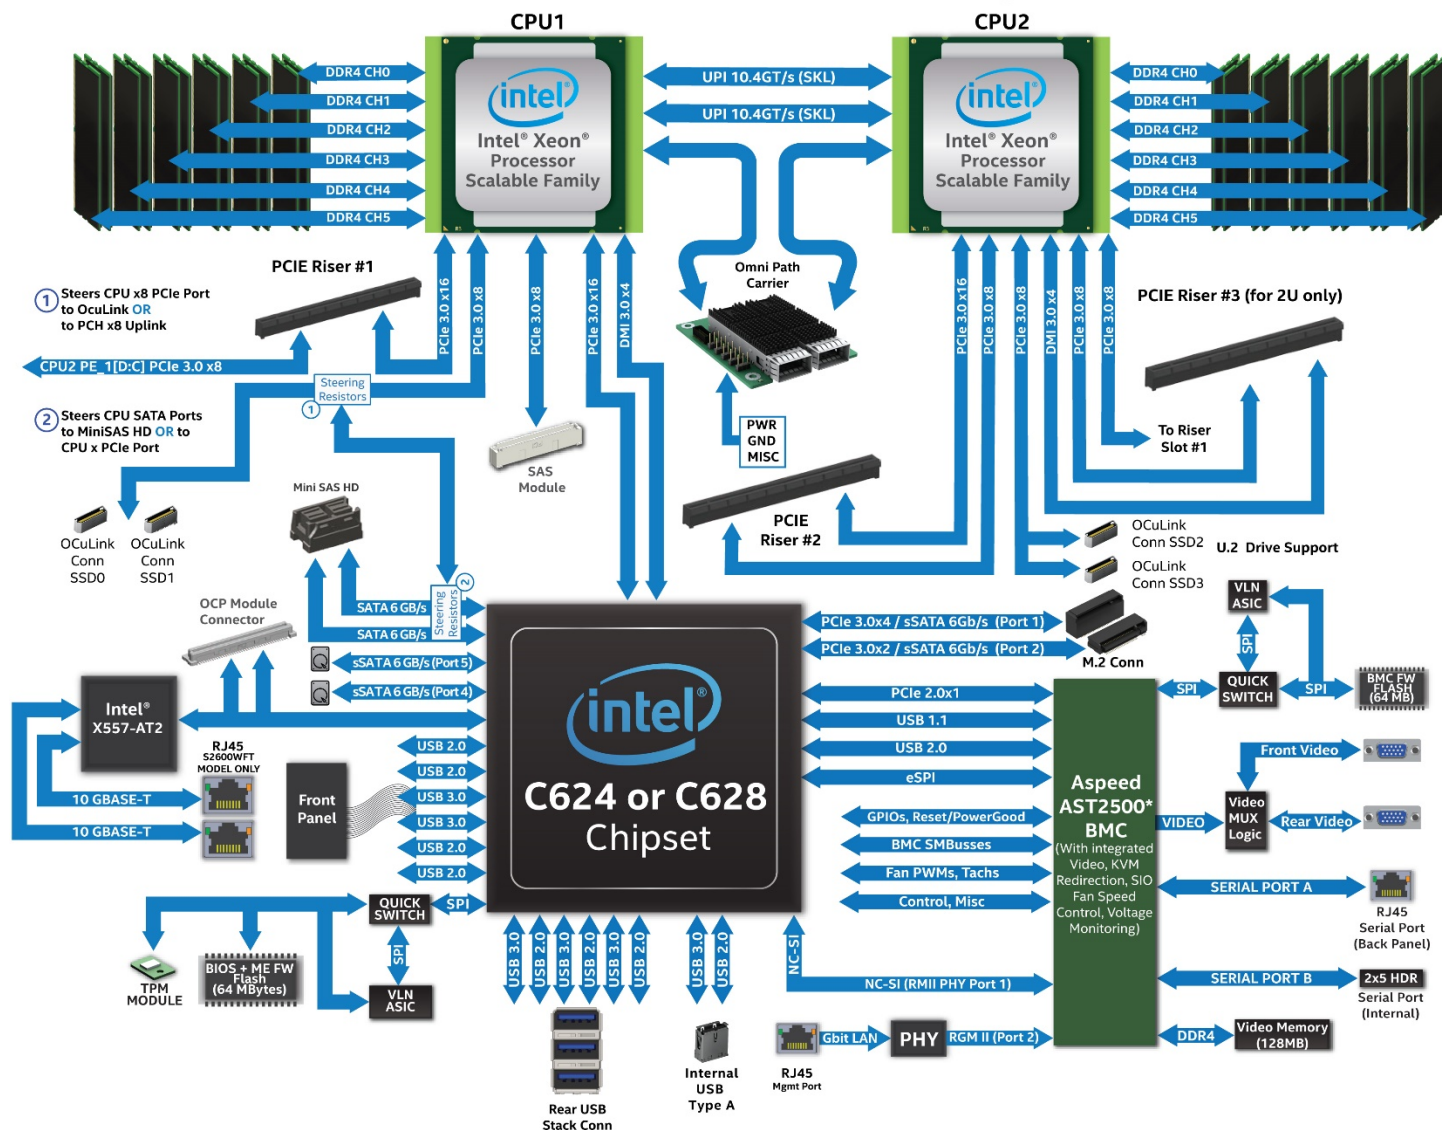 CPU1
CPU2
DDR4 CH0
DDR4 CH1
DDR4 CH2
DDR4 CH3
DDR4 CH4
DDR4 CH5
intel®
Intel® Xeon®
Processor
Scalable Family
UPI 10.4GT/s (SKL)
UPI 10.4GT/s (SKL)
intel®
Intel® Xeon®
Processor
Scalable Family
DDR4 CH0
DDR4 CH1
DDR4 CH2
DDR4 CH3
DDR4 CH4
DDR4 CH5
PCIE Riser #1
1 Steers CPU x8 PCIe Port
to OcuLink OR
to PCH x8 Uplink
CPU2 PE_1[D:C] PCIe 3.0 x8
2 Steers CPU SATA Ports
to MiniSAS HD OR to
CPU x PCIe Port
Steering
Resistors
1
PCIe 3.0 x16
PCIe 3.0 x8
PCIe 3.0 x8
PCIe 3.0 x16
DMI 3.0 x4
Omni Path
Carrier
PWR
GND
MISC
PCIe 3.0 x16
PCIe 3.0 x8
PCIe 3.0 x8
DMI 3.0 x4
PCIe 3.0 x8
PCIe 3.0 x8
PCIE Riser #3 (for 2U only)
To Riser
Slot #1
SAS
Module
Mini SAS HD
PCIE
Riser #2
OCuLink
Conn SSD2
OCuLink
Conn SSD3
U.2 Drive Support
OCuLink
Conn
SSD0
OCuLink
Conn
SSD1
OCP Module
Connector
SATA 6 GB/s
SATA 6 GB/s
Steering
Resistors
2
sSATA 6 GB/s (Port 5)
sSATA 6 GB/s (Port 4)
PCIe 3.0x4 / sSATA 6Gb/s (Port 1)
PCIe 3.0x2 / sSATA 6Gb/s (Port 2)
M.2 Conn
VLN
ASIC
SPI
SPI
QUICK
SWITCH
SPI
BMC FW
FLASH
(64 MB)
Intel®
X557-AT2
RJ45
S2600WFT
MODEL ONLY
10 GBASE-T
10 GBASE-T
Front
Panel
USB 2.0
USB 2.0
USB 3.0
USB 3.0
USB 2.0
USB 2.0
intel®
C624 or C628
Chipset
PCIe 2.0x1
USB 1.1
USB 2.0
eSPI
GPIOs, Reset/PowerGood
BMC SMBusses
Fan PWMs, Tachs
Control, Misc
Aspeed
AST2500*
BMC
(With integrated
Video, KVM
Redirection, SIO
Fan Speed
Control, Voltage
Monitoring)
VIDEO
Video
MUX
Logic
Front Video
Rear Video
SERIAL PORT A
RJ45
Serial Port
(Back Panel)
SERIAL PORT B
2x5 HDR
Serial Port
(Internal)
DDR4
Video Memory
(128MB)
TPM
MODULE
BIOS + ME FW
Flash
(64 MBytes)
QUICK
SWITCH
SPI
SPI
VLN
ASIC
USB 3.0
USB 2.0
USB 3.0
USB 2.0
USB 3.0
USB 2.0
USB 3.0
USB 2.0
NC-SI
NC-SI (RMII PHY Port 1)
Rear USB
Stack Conn
Internal
USB
Type A
RJ45
Mgmt Port
Gbit LAN
PHY
RGM II (Port 2)